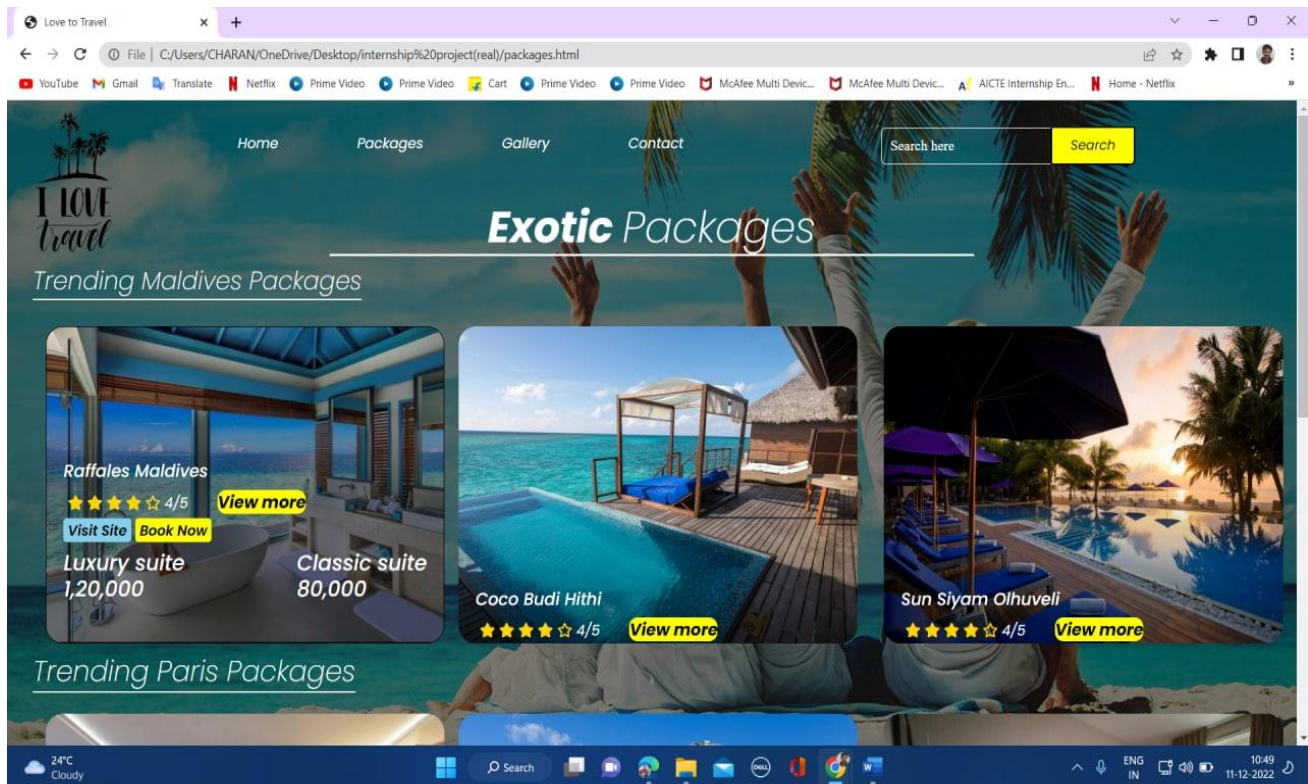 Love to Travel
File | C:/Users/CHARAN/OneDrive/Desktop/internship%20project(real)/packages.html
YouTube Gmail Translate Netflix Prime Video Prime Video Cart Prime Video Prime Video McAfee Multi Devic... McAfee Multi Devic... AICTE Internship En... Home - Netflix »
Home Packages Gallery Contact Search here Search
I LOVE
travel
Exotic Packages
Trending Maldives Packages
Raffales Maldives
4/5 View more
Visit Site Book Now
Luxury suite Classic suite
1,20,000 80,000
Coco Budi Hithi
4/5 View more
Sun Siyam Olhuveli
4/5 View more
Trending Paris Packages
24°C
Cloudy
Search
DELL
W
ENG
IN
10:49
11-12-2022